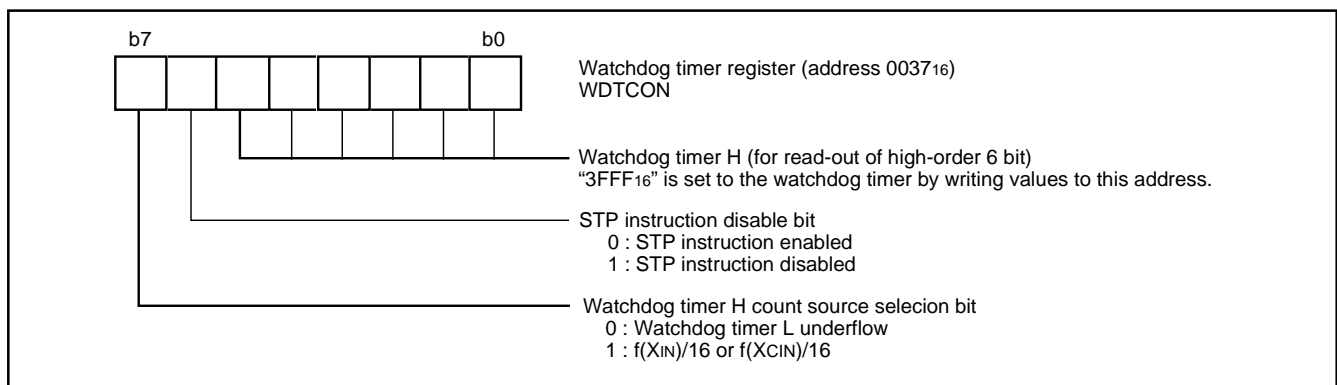 b7 b0
Watchdog timer register (address 003716)
WDTCON
Watchdog timer H (for read-out of high-order 6 bit)
“3FFF16” is set to the watchdog timer by writing values to this address.
STP instruction disable bit
0 : STP instruction enabled
1 : STP instruction disabled
Watchdog timer H count source selecion bit
0 : Watchdog timer L underflow
1 : f(XIN)/16 or f(XCIN)/16